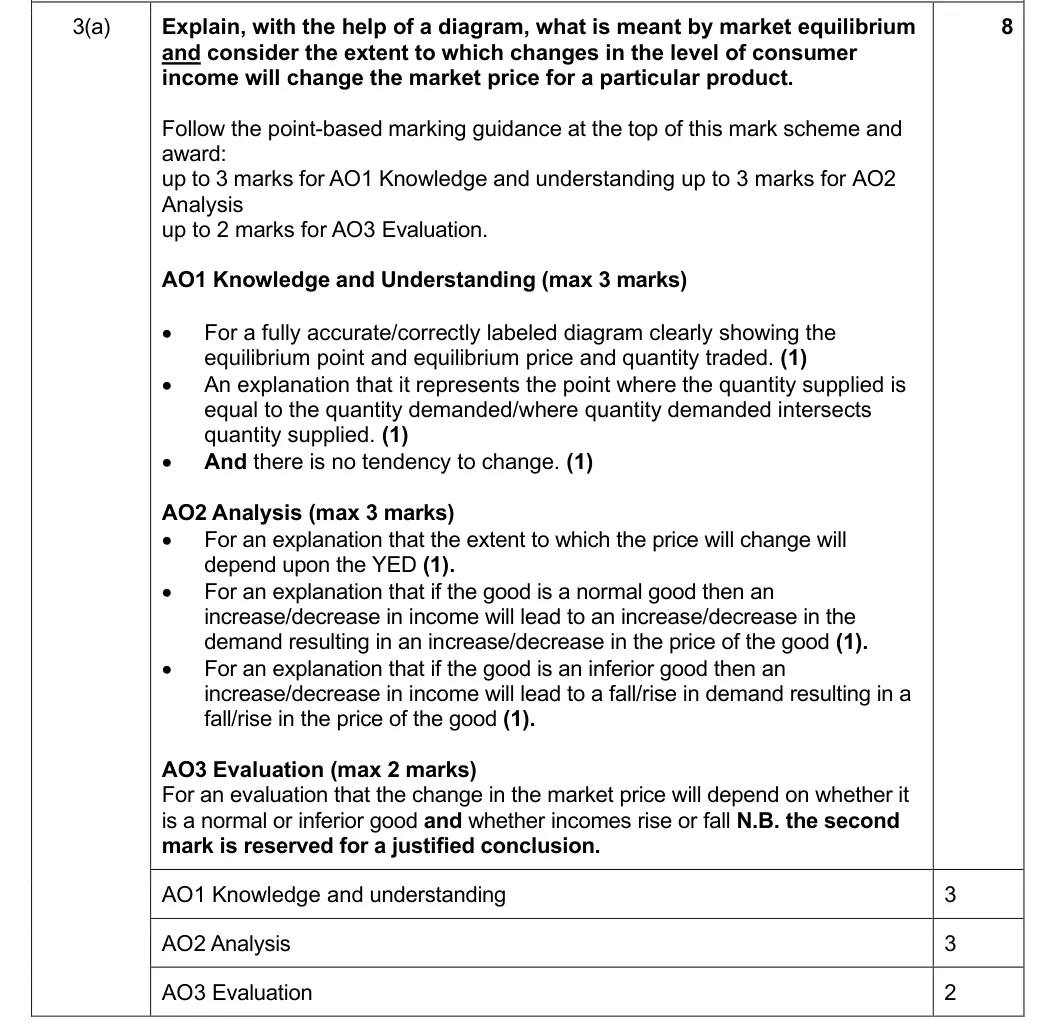 3(a) Explain, with the help of a diagram, what is meant by market equilibrium 8
and consider the extent to which changes in the level of consumer
income will change the market price for a particular product.
Follow the point-based marking guidance at the top of this mark scheme and
award:
up to 3 marks for AO1 Knowledge and understanding up to 3 marks for AO2
Analysis
up to 2 marks for AO3 Evaluation.
AO1 Knowledge and Understanding (max 3 marks)
• For a fully accurate/correctly labeled diagram clearly showing the
equilibrium point and equilibrium price and quantity traded. (1)
• An explanation that it represents the point where the quantity supplied is
equal to the quantity demanded/where quantity demanded intersects
quantity supplied. (1)
• And there is no tendency to change. (1)
AO2 Analysis (max 3 marks)
• For an explanation that the extent to which the price will change will
depend upon the YED (1).
• For an explanation that if the good is a normal good then an
increase/decrease in income will lead to an increase/decrease in the
demand resulting in an increase/decrease in the price of the good (1).
• For an explanation that if the good is an inferior good then an
increase/decrease in income will lead to a fall/rise in demand resulting in a
fall/rise in the price of the good (1).
AO3 Evaluation (max 2 marks)
For an evaluation that the change in the market price will depend on whether it
is a normal or inferior good and whether incomes rise or fall N.B. the second
mark is reserved for a justified conclusion.
AO1 Knowledge and understanding 3
AO2 Analysis 3
AO3 Evaluation 2